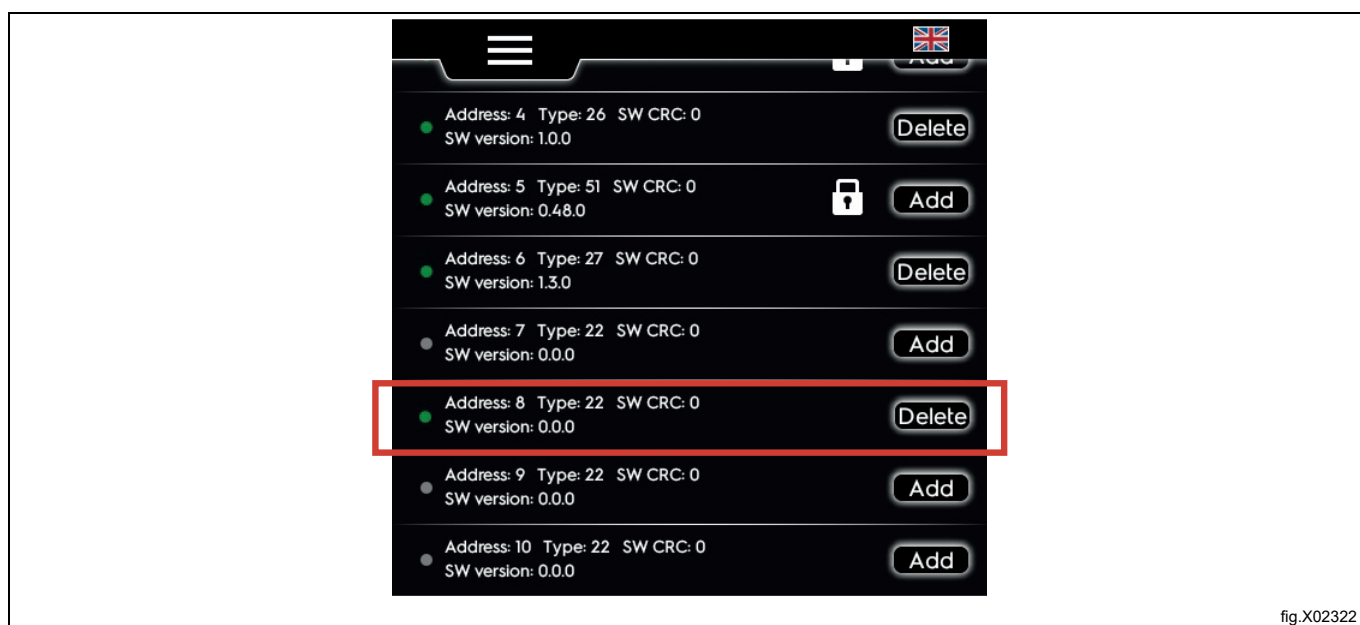 Add
Address: 4 Type: 26 SW CRC: 0
SW version: 1.0.0
Delete
Address: 5 Type: 51 SW CRC: 0
SW version: 0.48.0
Add
Address: 6 Type: 27 SW CRC: 0
SW version: 1.3.0
Delete
Address: 7 Type: 22 SW CRC: 0
SW version: 0.0.0
Add
Address: 8 Type: 22 SW CRC: 0
SW version: 0.0.0
Delete
Address: 9 Type: 22 SW CRC: 0
SW version: 0.0.0
Add
Address: 10 Type: 22 SW CRC: 0
SW version: 0.0.0
Add
fig.X02322